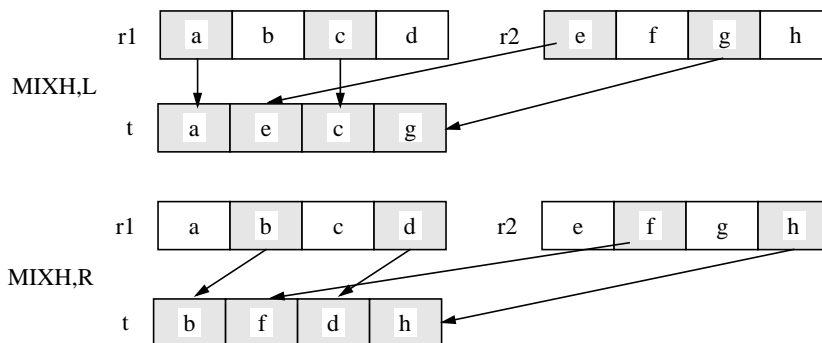 r1 a b c d r2 e f g h
MIXH,L
t a e c g
r1 a b c d r2 e f g h
MIXH,R
t b f d h